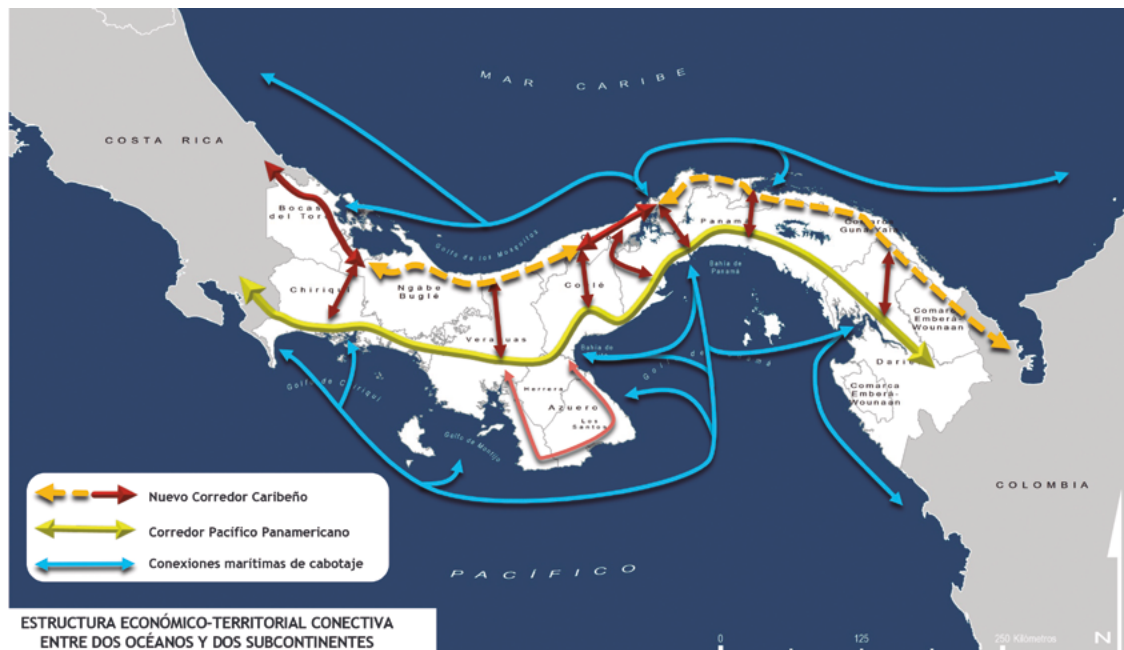 MAR CARIBE
COSTA RICA
Bocas
del Toro
Golfo de los Mosquitos
Panamá
Comarca
Guna Yala
Chiriquí
Ngäbe
Buglé
Coclé
Bahía de
Panamá
Veraguas
Comarca
Emberá-
Wounaan
Bahía de
Golfo de Chiriquí
Herrera
Azuero
Los
Santos
Golfo de Montijo
Comarca
Emberá-
Wounaan
COLOMBIA
Nuevo Corredor Caribeño
Corredor Pacífico Panamericano
Conexiones marítimas de cabotaje
PACÍFICO
ESTRUCTURA ECONÓMICO-TERRITORIAL CONECTIVA
ENTRE DOS OCÉANOS Y DOS SUBCONTINENTES
0 125 250 Kilómetros N